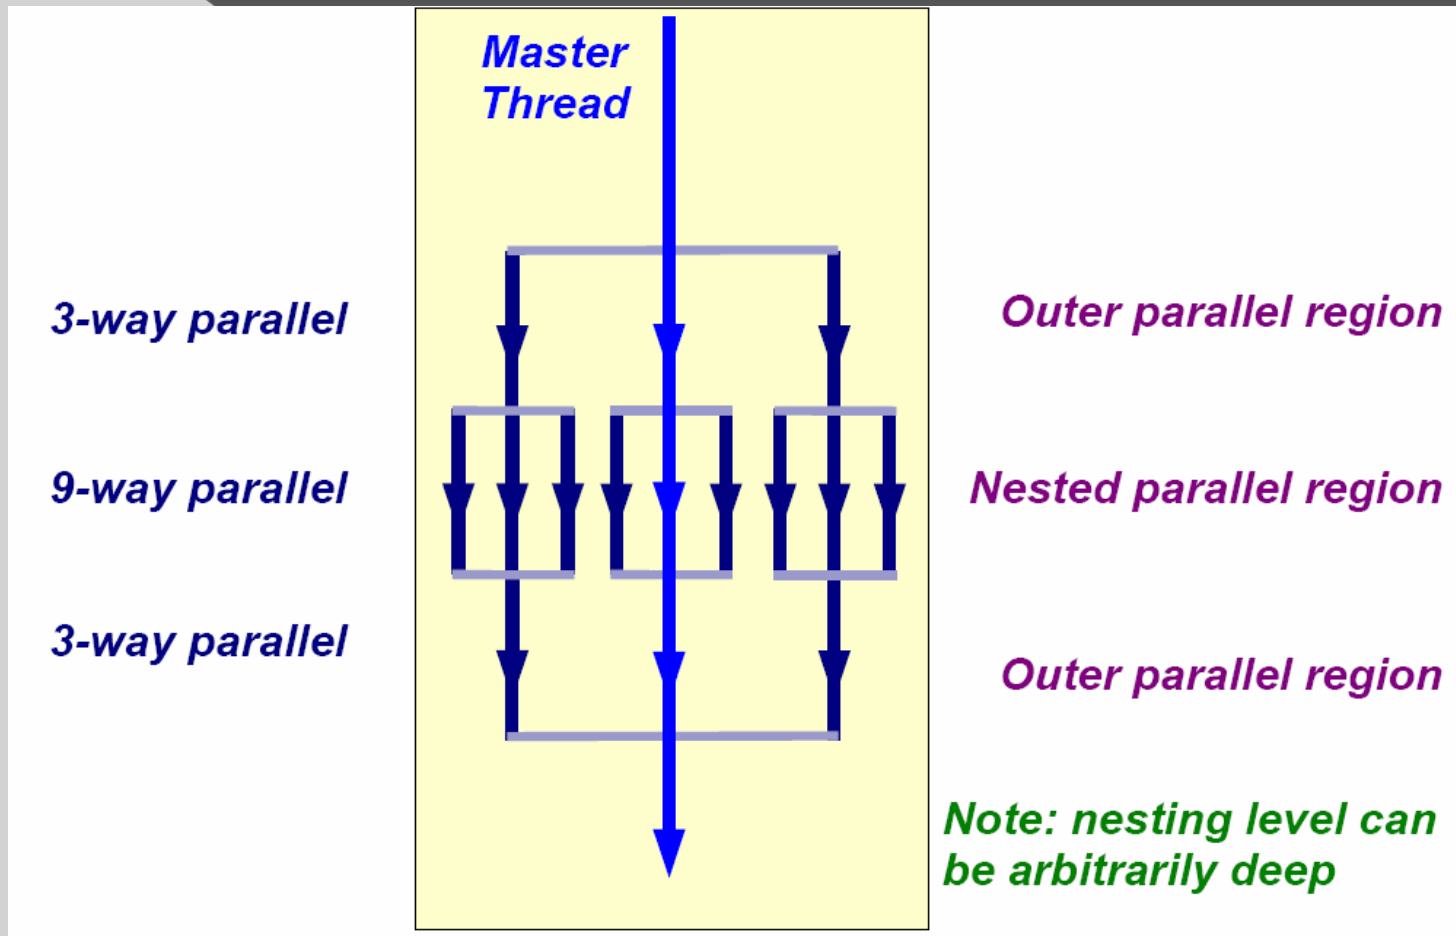 Master
Thread
3-way parallel
Outer parallel region
9-way parallel
Nested parallel region
3-way parallel
Outer parallel region
Note: nesting level can
be arbitrarily deep